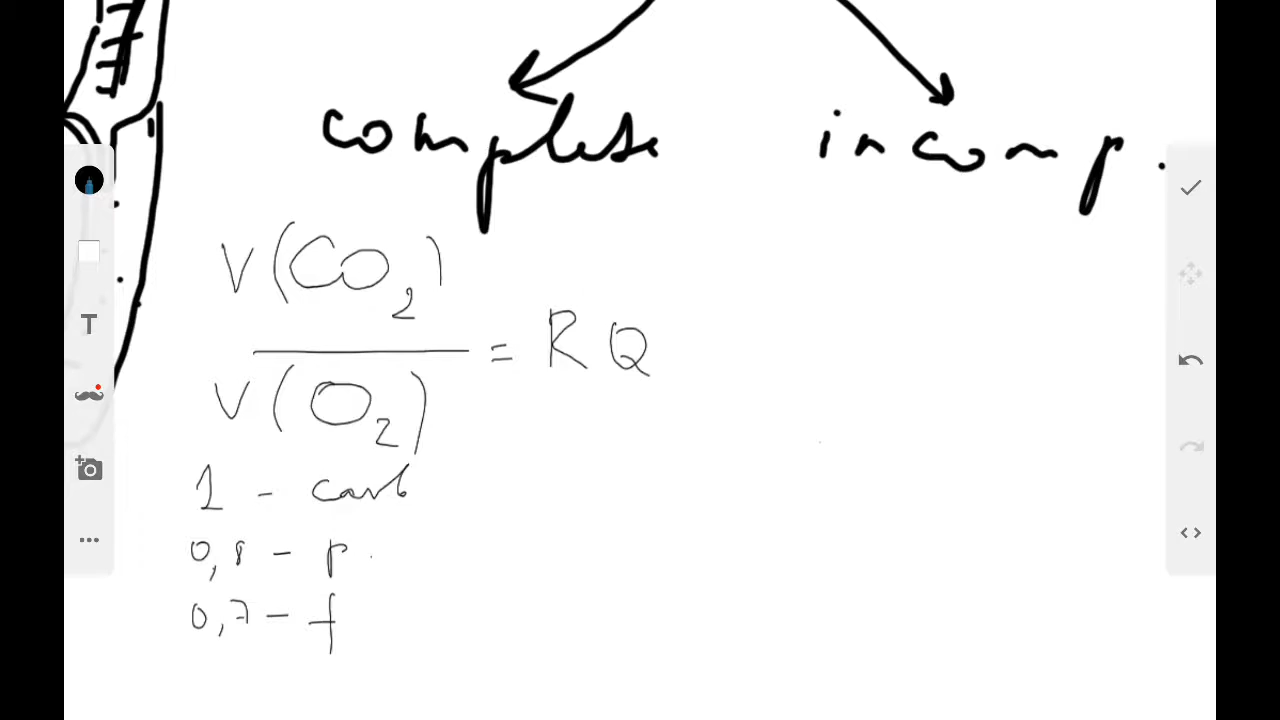 complete incomp.
V(CO₂)
= RQ
V(O₂)
1 - carb
0,8 - p.
0,7 - f
T